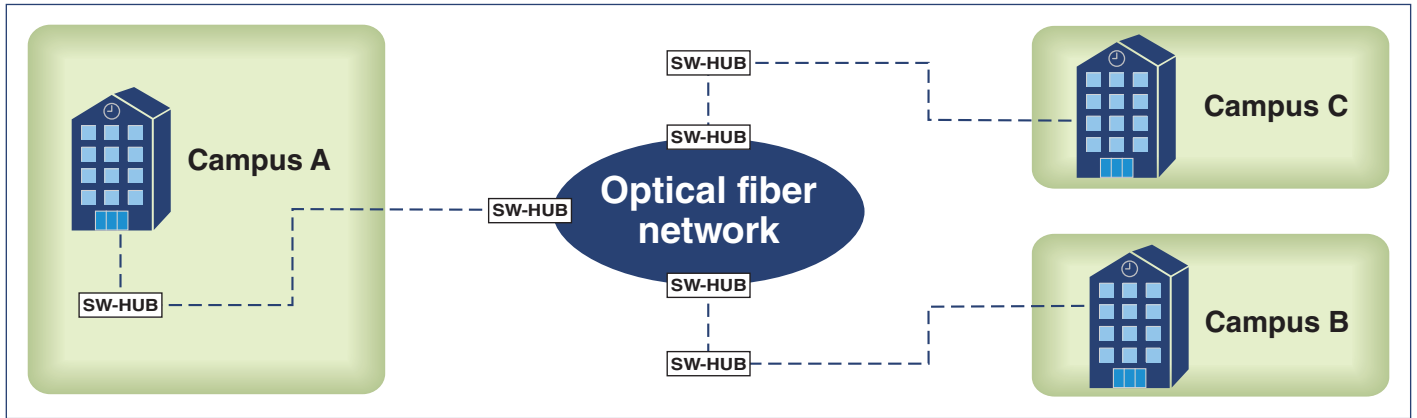 SW-HUB
Campus C
SW-HUB
Campus A
Optical fiber
network
SW-HUB
SW-HUB
SW-HUB
Campus B
SW-HUB